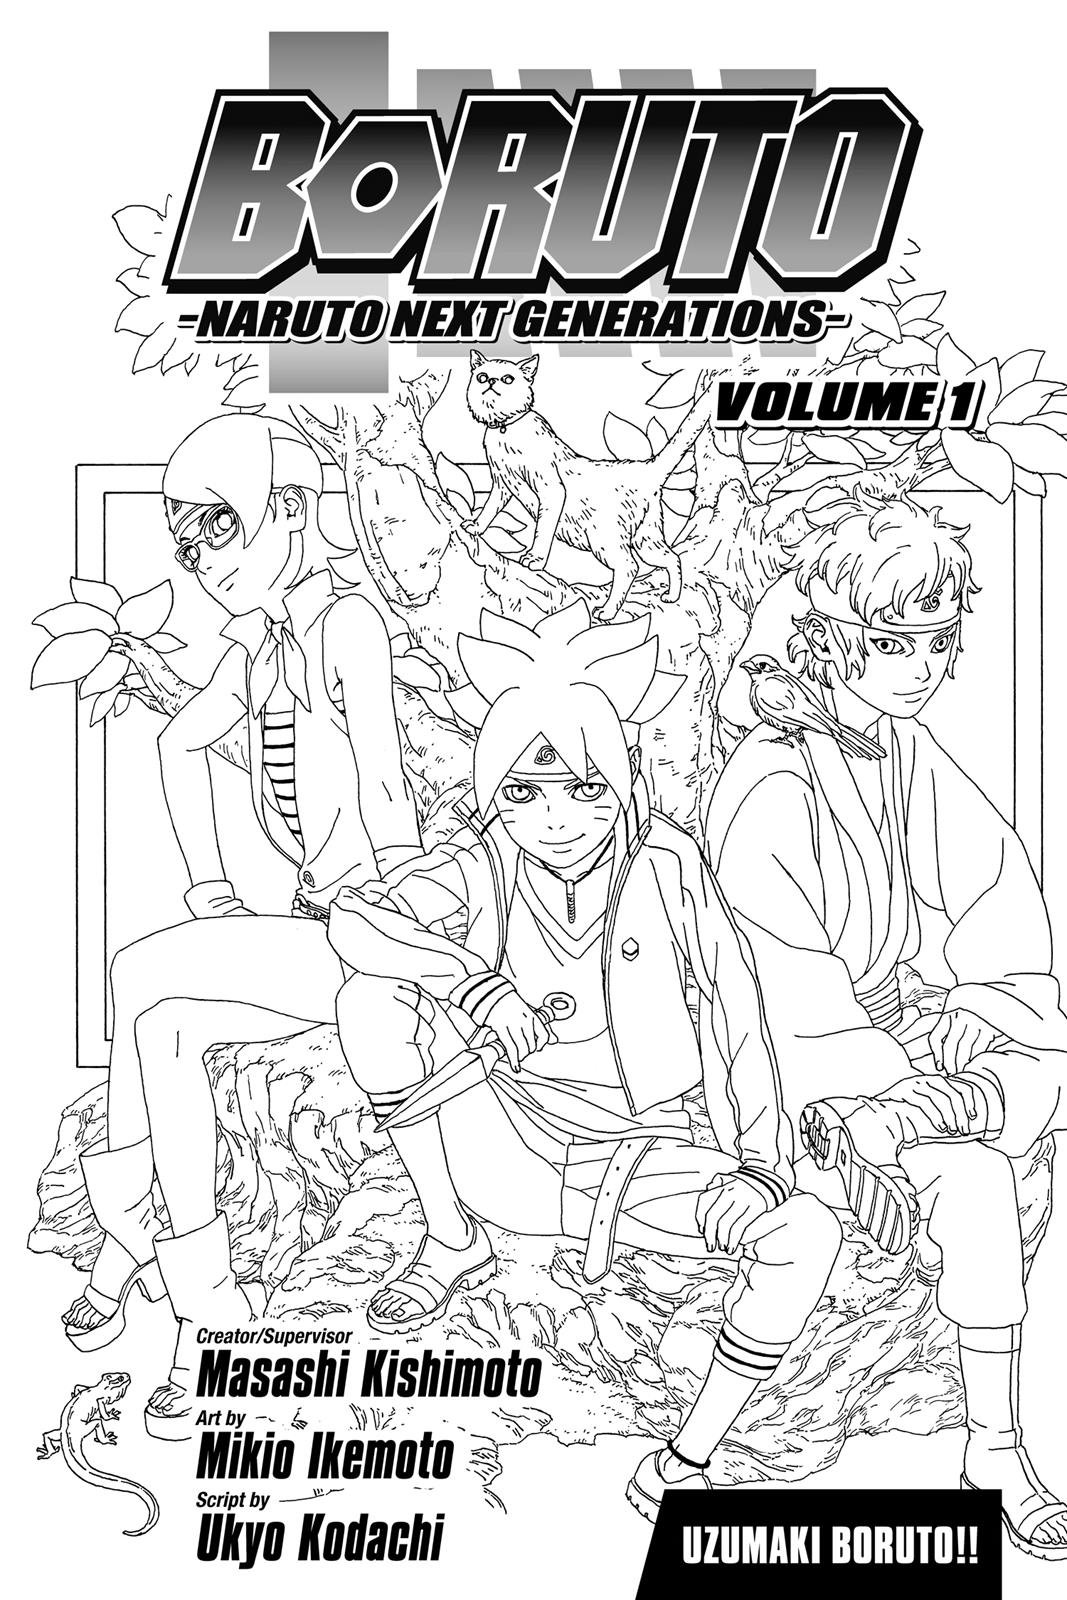 BORUTO
-NARUTO NEXT GENERATIONS-
VOLUME 1
Creator/Supervisor
Masashi Kishimoto
Art by
Mikio Ikemoto
Script by
Ukyo Kodachi
UZUMAKI BORUTO!!